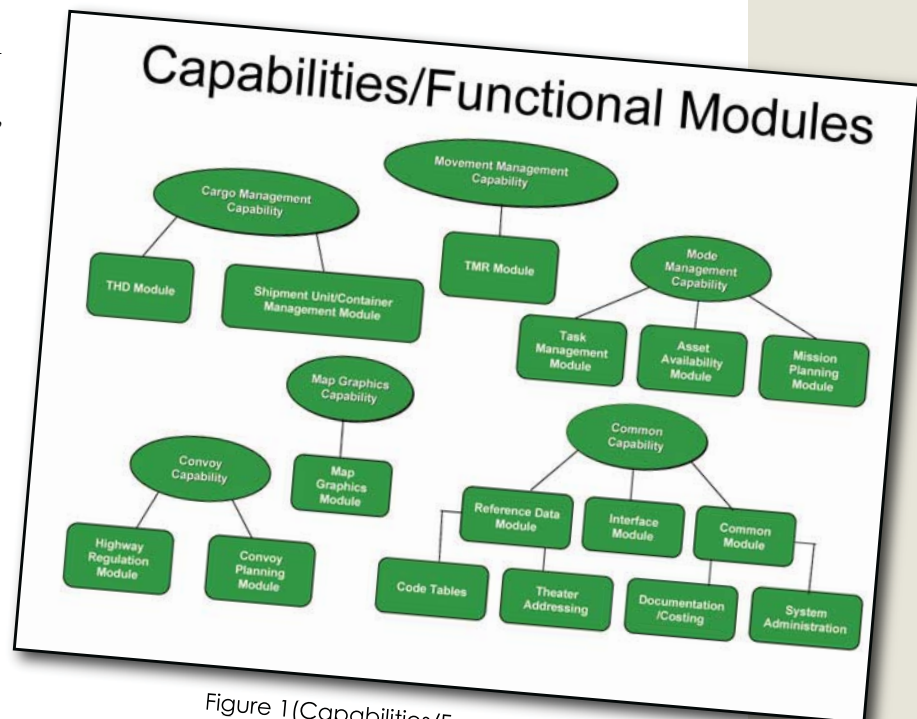 Capabilities/Functional Modules
Movement Management
Capability
Cargo Management
Capability
TMR Module
Mode
Management
Capability
THD Module
Shipment Unit/Container
Management Module
Task
Management
Module
Asset
Availability
Module
Mission
Planning
Module
Map Graphics
Capability
Common
Capability
Convoy
Capability
Map
Graphics
Module
Reference Data
Module
Interface
Module
Common
Module
Highway
Regulation
Module
Convoy
Planning
Module
Code Tables
Theater
Addressing
Documentation
/Costing
System
Administration
Figure 1(Capabilities/